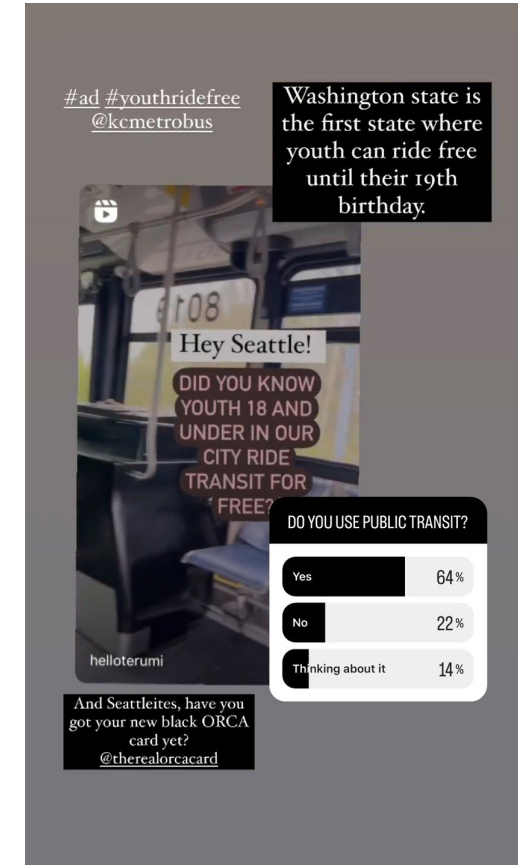 #ad #youthridefree
@kcmetrobus
Washington state is
the first state where
youth can ride free
until their 19th
birthday.
8019
Hey Seattle!
DID YOU KNOW
YOUTH 18 AND
UNDER IN OUR
CITY RIDE
TRANSIT FOR
FREE?
DO YOU USE PUBLIC TRANSIT?
Yes 64%
No 22%
Thinking about it 14%
helloterumi
And Seattleites, have you
got your new black ORCA
card yet?
@therealorcacard